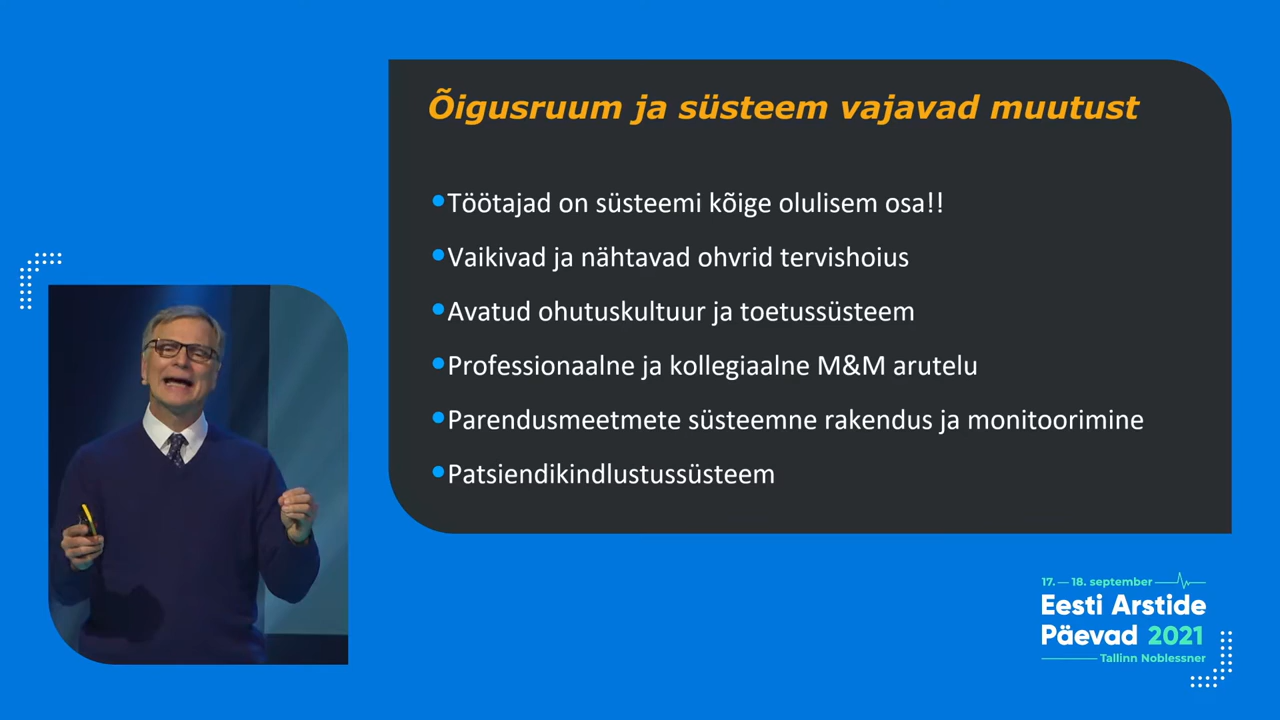 Õigusruum ja süsteem vajavad muutust
•Töötajad on süsteemi kõige olulisem osa!!
•Vaikivad ja nähtavad ohvrid tervishoius
•Avatud ohutuskultuur ja toetussüsteem
•Professionaalne ja kollegiaalne M&M arutelu
•Parendusmeetmete süsteemne rakendus ja monitoorimine
•Patsiendikindlustussüsteem
17. — 18. september
Eesti Arstide
Päevad 2021
Tallinn Noblessner